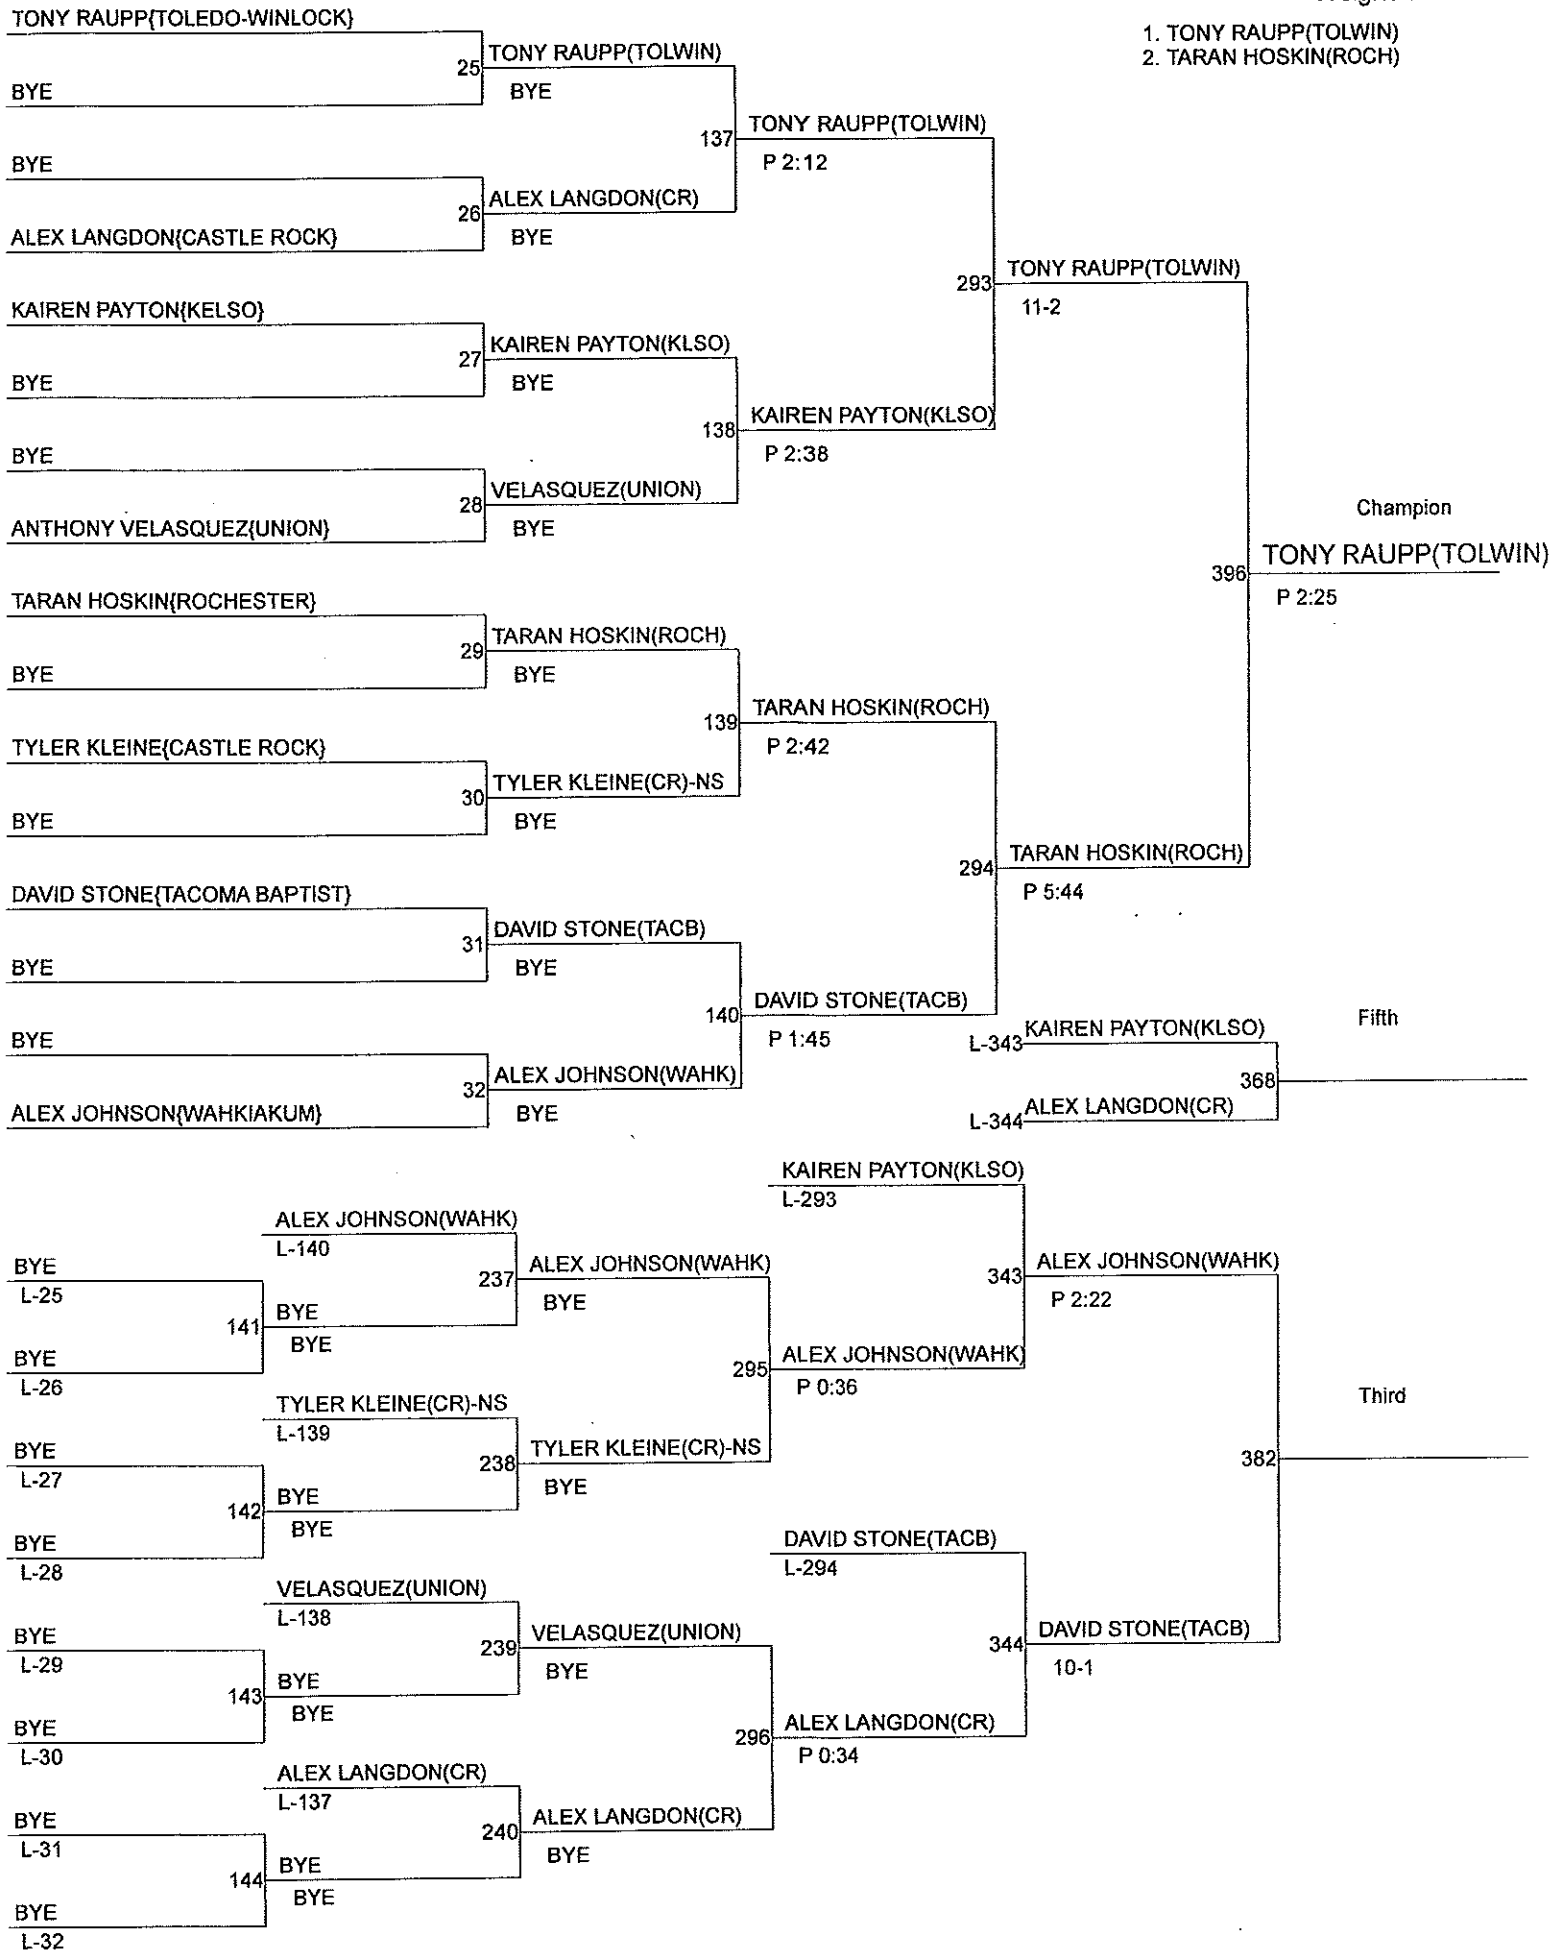 1. TONY RAUPP(TOLWIN)
2. TARAN HOSKIN(ROCH)
TONY RAUPP{TOLEDO-WINLOCK}
25
TONY RAUPP(TOLWIN)
BYE
BYE
137
TONY RAUPP(TOLWIN)
P 2:12
BYE
26
ALEX LANGDON(CR)
BYE
ALEX LANGDON{CASTLE ROCK}
293
TONY RAUPP(TOLWIN)
11-2
KAIREN PAYTON{KELSO}
27
KAIREN PAYTON(KLSO)
BYE
BYE
138
KAIREN PAYTON(KLSO)
P 2:38
BYE
28
VELASQUEZ(UNION)
BYE
ANTHONY VELASQUEZ{UNION}
Champion
396
TONY RAUPP(TOLWIN)
P 2:25
TARAN HOSKIN{ROCHESTER}
29
TARAN HOSKIN(ROCH)
BYE
BYE
139
TARAN HOSKIN(ROCH)
P 2:42
TYLER KLEINE{CASTLE ROCK}
30
TYLER KLEINE(CR)-NS
BYE
BYE
294
TARAN HOSKIN(ROCH)
P 5:44
DAVID STONE{TACOMA BAPTIST}
31
DAVID STONE(TACB)
BYE
BYE
140
DAVID STONE(TACB)
P 1:45
BYE
32
ALEX JOHNSON(WAHK)
BYE
ALEX JOHNSON{WAHKIAKUM}
L-343
KAIREN PAYTON(KLSO)
Fifth
368
L-344
ALEX LANGDON(CR)
KAIREN PAYTON(KLSO)
L-293
ALEX JOHNSON(WAHK)
L-140
BYE
L-25
237
ALEX JOHNSON(WAHK)
BYE
343
ALEX JOHNSON(WAHK)
P 2:22
141
BYE
BYE
BYE
L-26
295
ALEX JOHNSON(WAHK)
P 0:36
TYLER KLEINE(CR)-NS
L-139
Third
BYE
L-27
238
TYLER KLEINE(CR)-NS
BYE
382
142
BYE
BYE
BYE
L-28
DAVID STONE(TACB)
L-294
VELASQUEZ(UNION)
L-138
BYE
L-29
239
VELASQUEZ(UNION)
BYE
344
DAVID STONE(TACB)
10-1
143
BYE
BYE
BYE
L-30
296
ALEX LANGDON(CR)
P 0:34
ALEX LANGDON(CR)
L-137
BYE
L-31
240
ALEX LANGDON(CR)
BYE
144
BYE
BYE
BYE
L-32